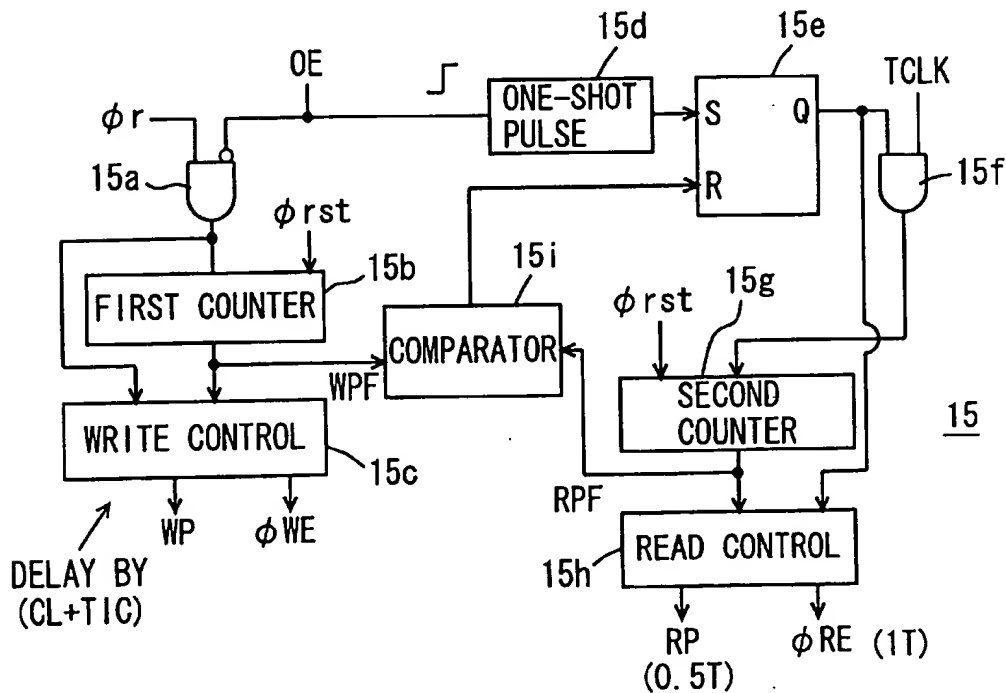 15d
15e
OE
TCLK
ONE-SHOT
PULSE
S
Q
R
ϕr
15a
15f
ϕrst
15b
15i
15g
ϕrst
FIRST COUNTER
COMPARATOR
WPF
SECOND
COUNTER
15
WRITE CONTROL
15c
RPF
WP
ϕWE
READ CONTROL
15h
DELAY BY
(CL+TIC)
RP
(0.5T)
ϕRE (1T)